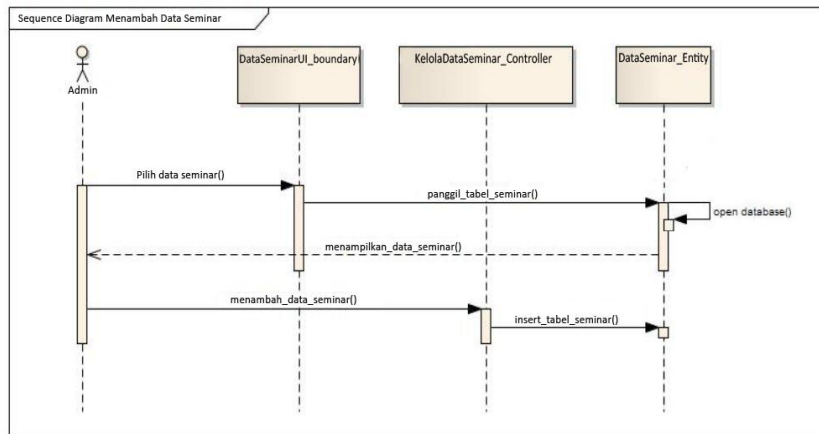 Sequence Diagram Menambah Data Seminar
Admin
DataSeminarUI_boundary(
KelolaDataSeminar_Controller
DataSeminar_Entity
Pilih data seminar()
panggil_tabel_seminar()
open database()
menampilkan_data_seminar()
menambah_data_seminar()
insert_tabel_seminar()